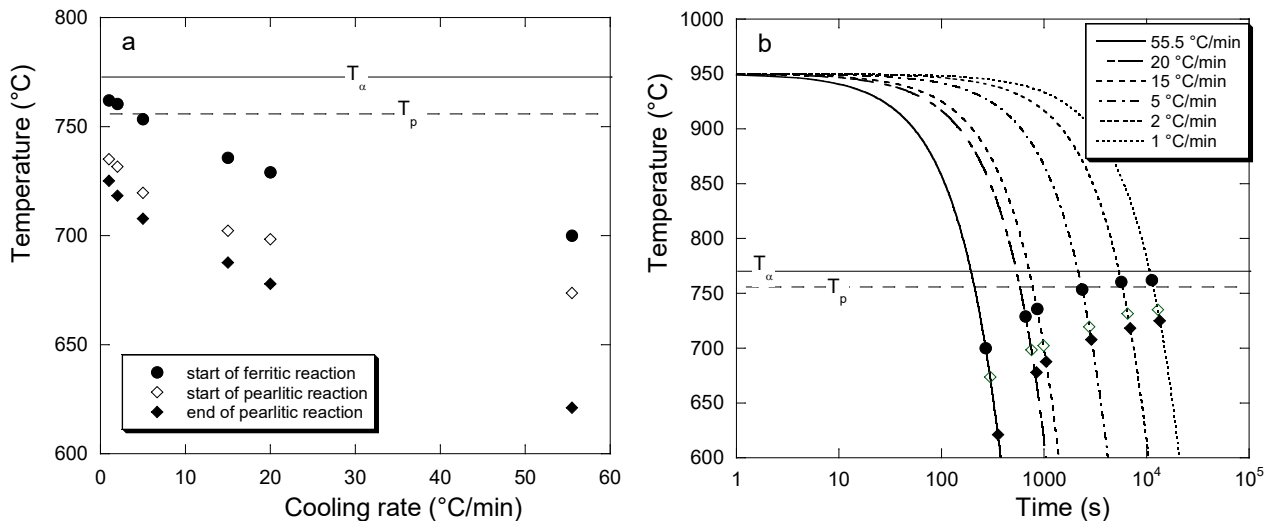 a
800
750
700
650
600
Temperature (°C)
Tα
Tp
start of ferritic reaction
start of pearlitic reaction
end of pearlitic reaction
0 10 20 30 40 50 60
Cooling rate (°C/min)
b
1000
950
900
850
800
750
700
650
600
Temperature (°C)
55.5 °C/min
20 °C/min
15 °C/min
5 °C/min
2 °C/min
1 °C/min
Tα
Tp
1 10 100 1000 10⁴ 10⁵
Time (s)